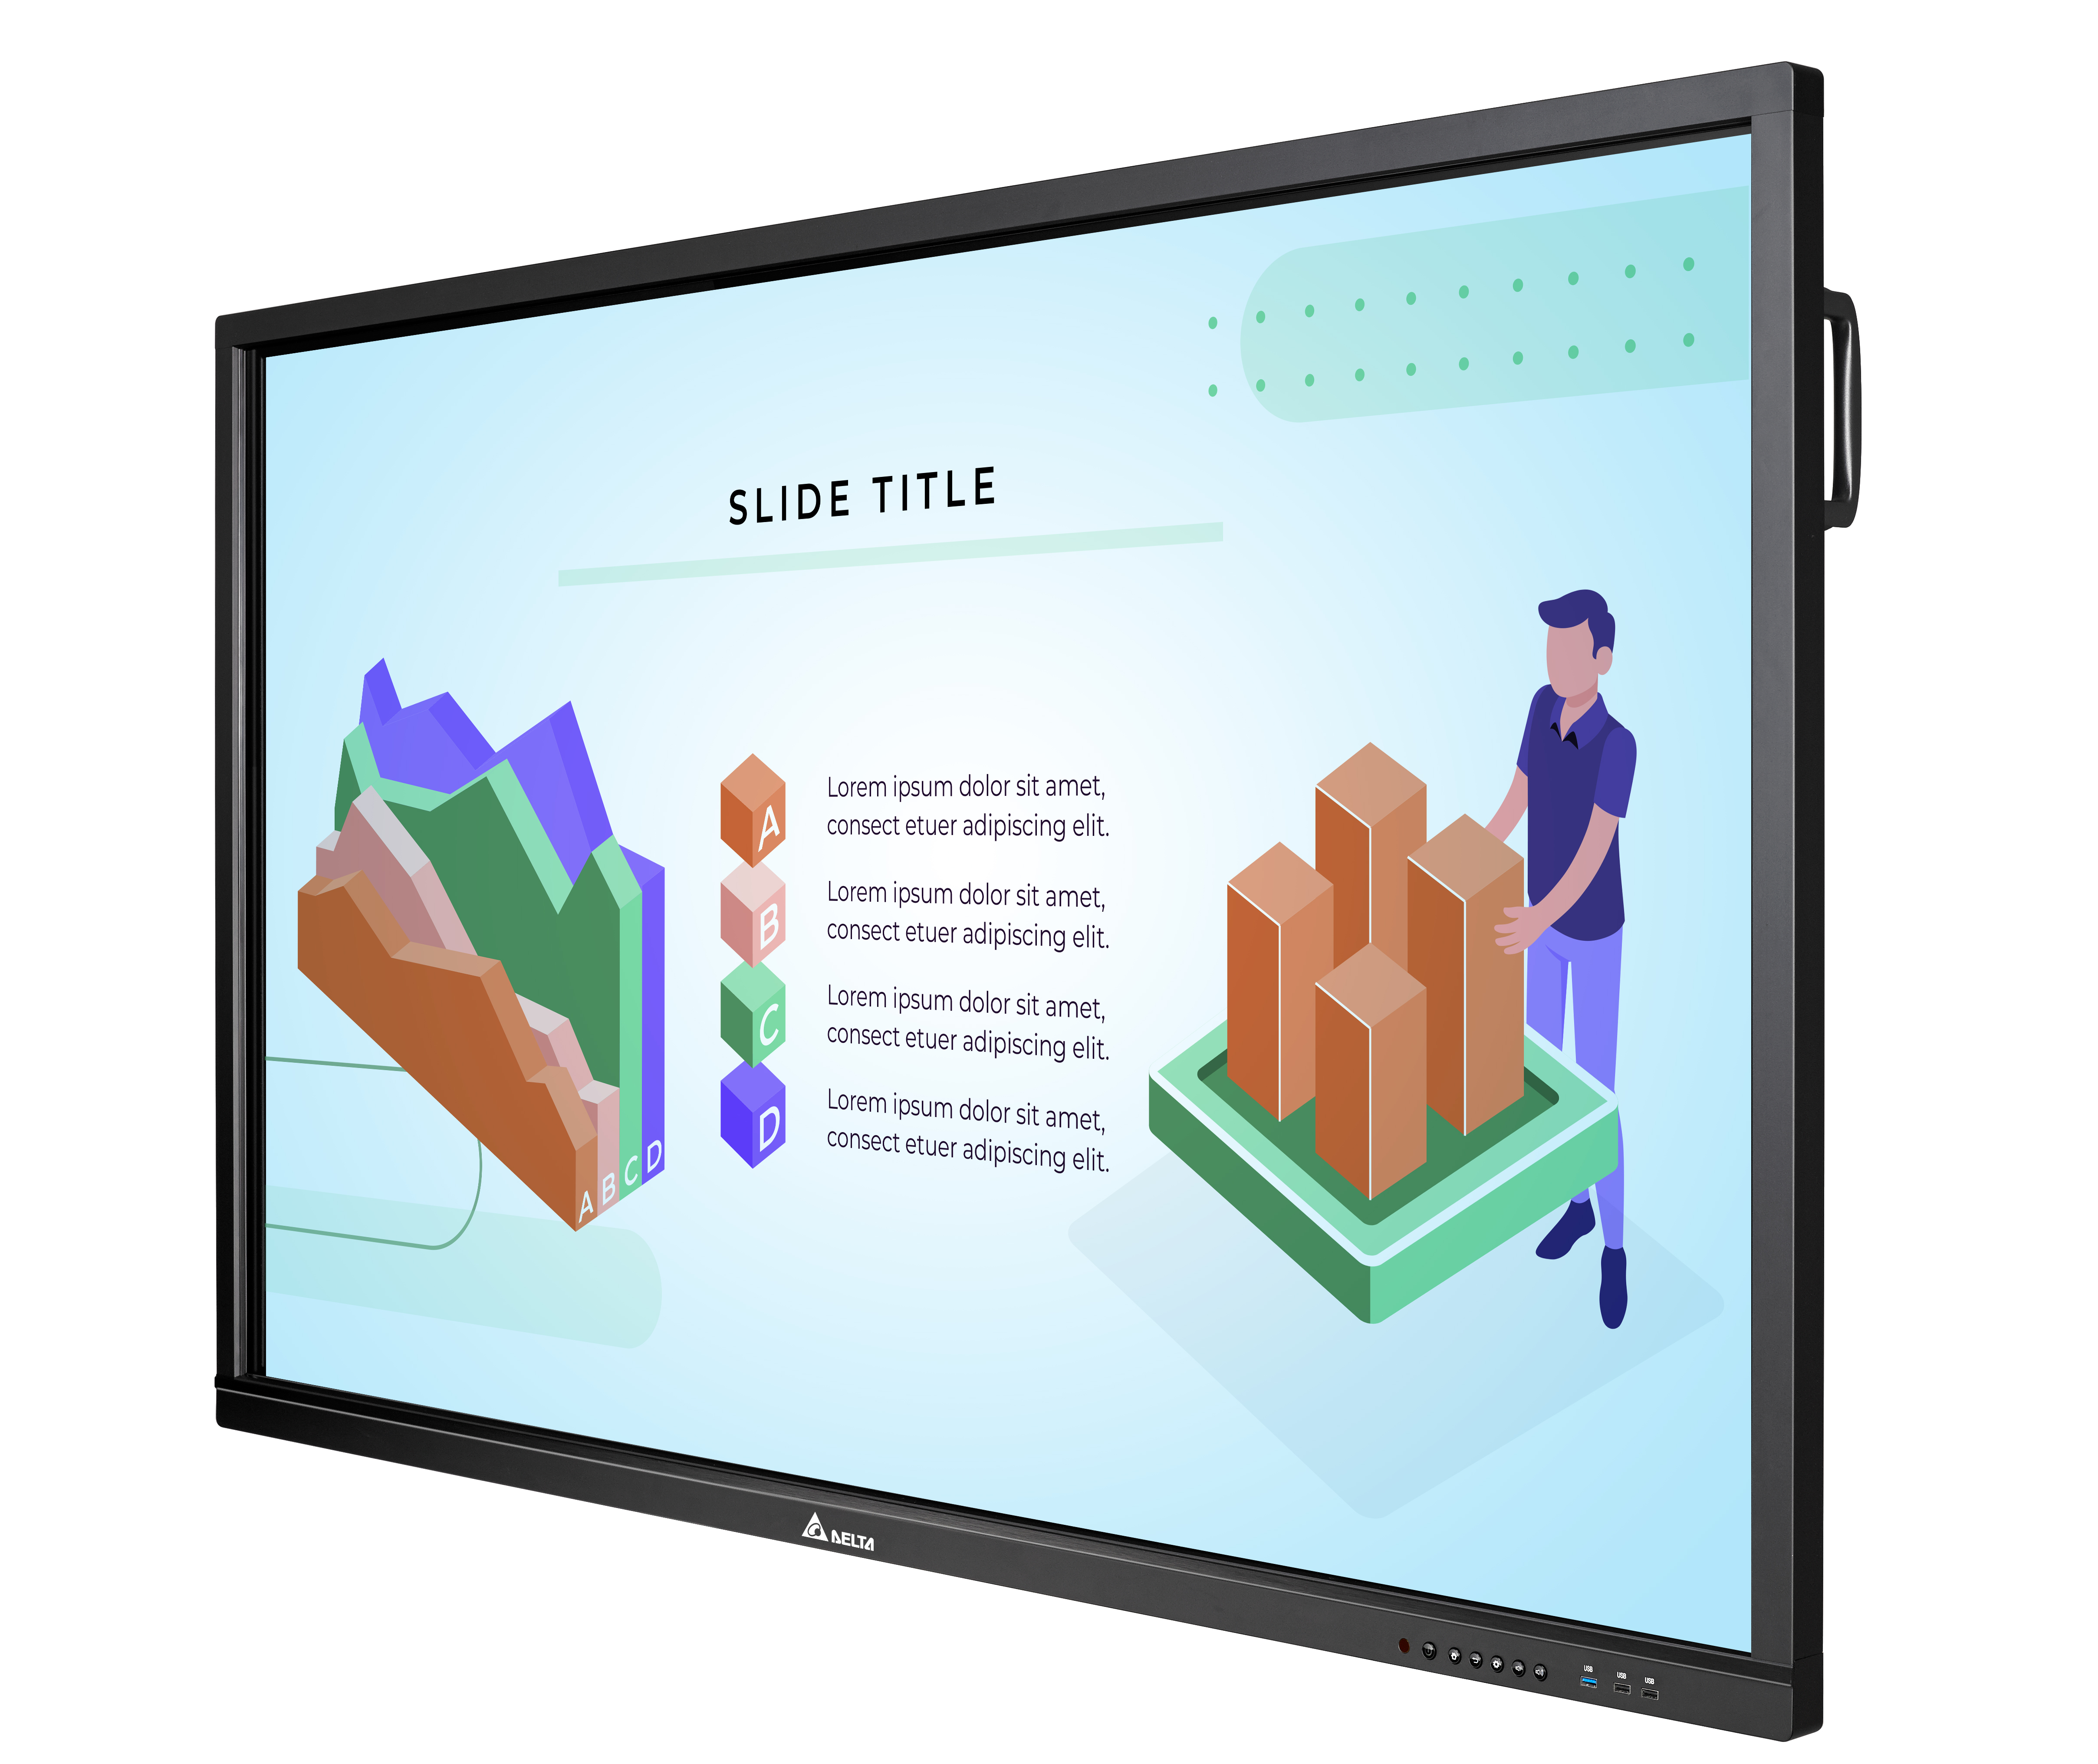 SLIDE TITLE
A
Lorem ipsum dolor sit amet,
consect etuer adipiscing elit.
B
Lorem ipsum dolor sit amet,
consect etuer adipiscing elit.
C
Lorem ipsum dolor sit amet,
consect etuer adipiscing elit.
D
Lorem ipsum dolor sit amet,
consect etuer adipiscing elit.
A B C D
DELTA
USB USB USB